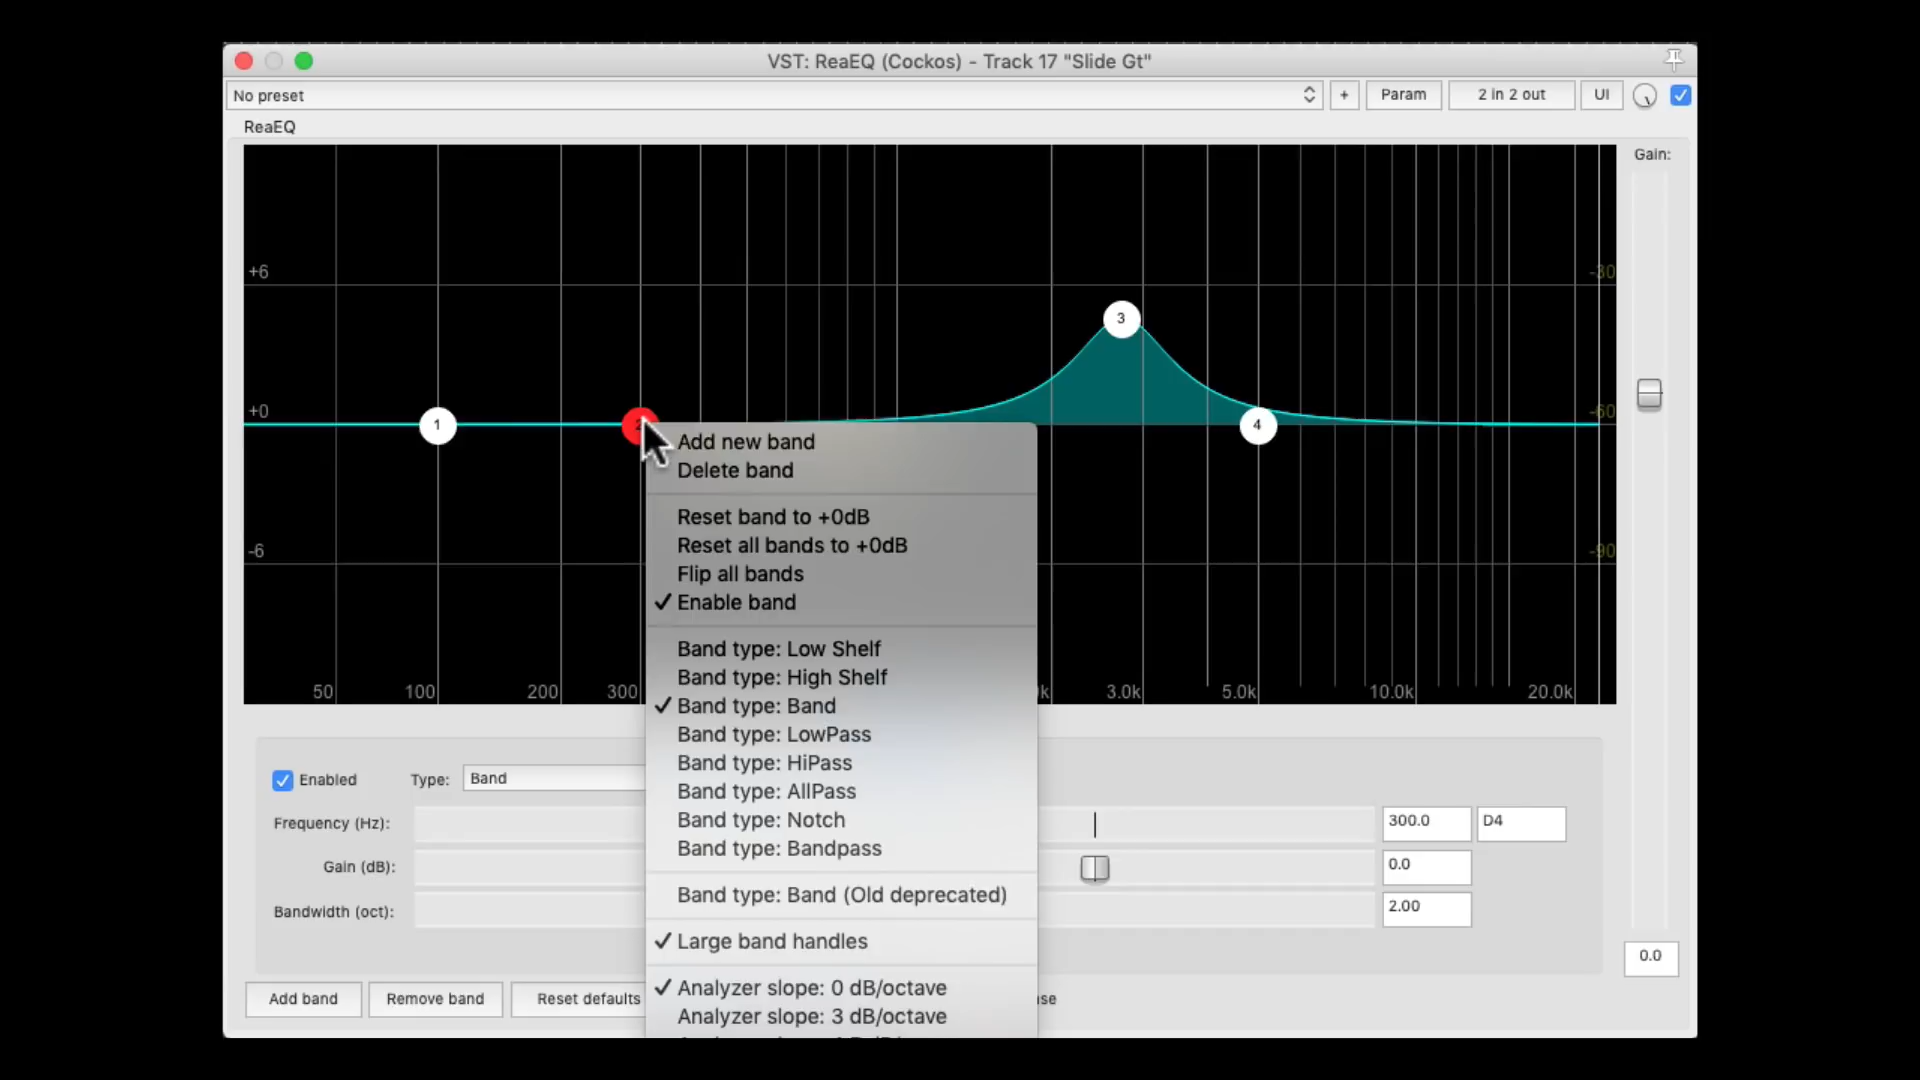 VST: ReaEQ (Cockos) - Track 17 "Slide Gt"
No preset
+
Param
2 in 2 out
UI
ReaEQ
Gain:
+6
-30
3
+0
-60
1
2
4
Add new band
Delete band
Reset band to +0dB
Reset all bands to +0dB
-6
-90
Flip all bands
Enable band
Band type: Low Shelf
Band type: High Shelf
50
100
200
300
k
3.0k
5.0k
10.0k
20.0k
Band type: Band
Band type: LowPass
Band type: HiPass
Band type: AllPass
Band type: Notch
Band type: Bandpass
Band type: Band (Old deprecated)
Large band handles
Analyzer slope: 0 dB/octave
Analyzer slope: 3 dB/octave
Enabled
Type:
Band
Frequency (Hz):
300.0
D4
Gain (dB):
0.0
Bandwidth (oct):
2.00
0.0
Add band
Remove band
Reset defaults
se